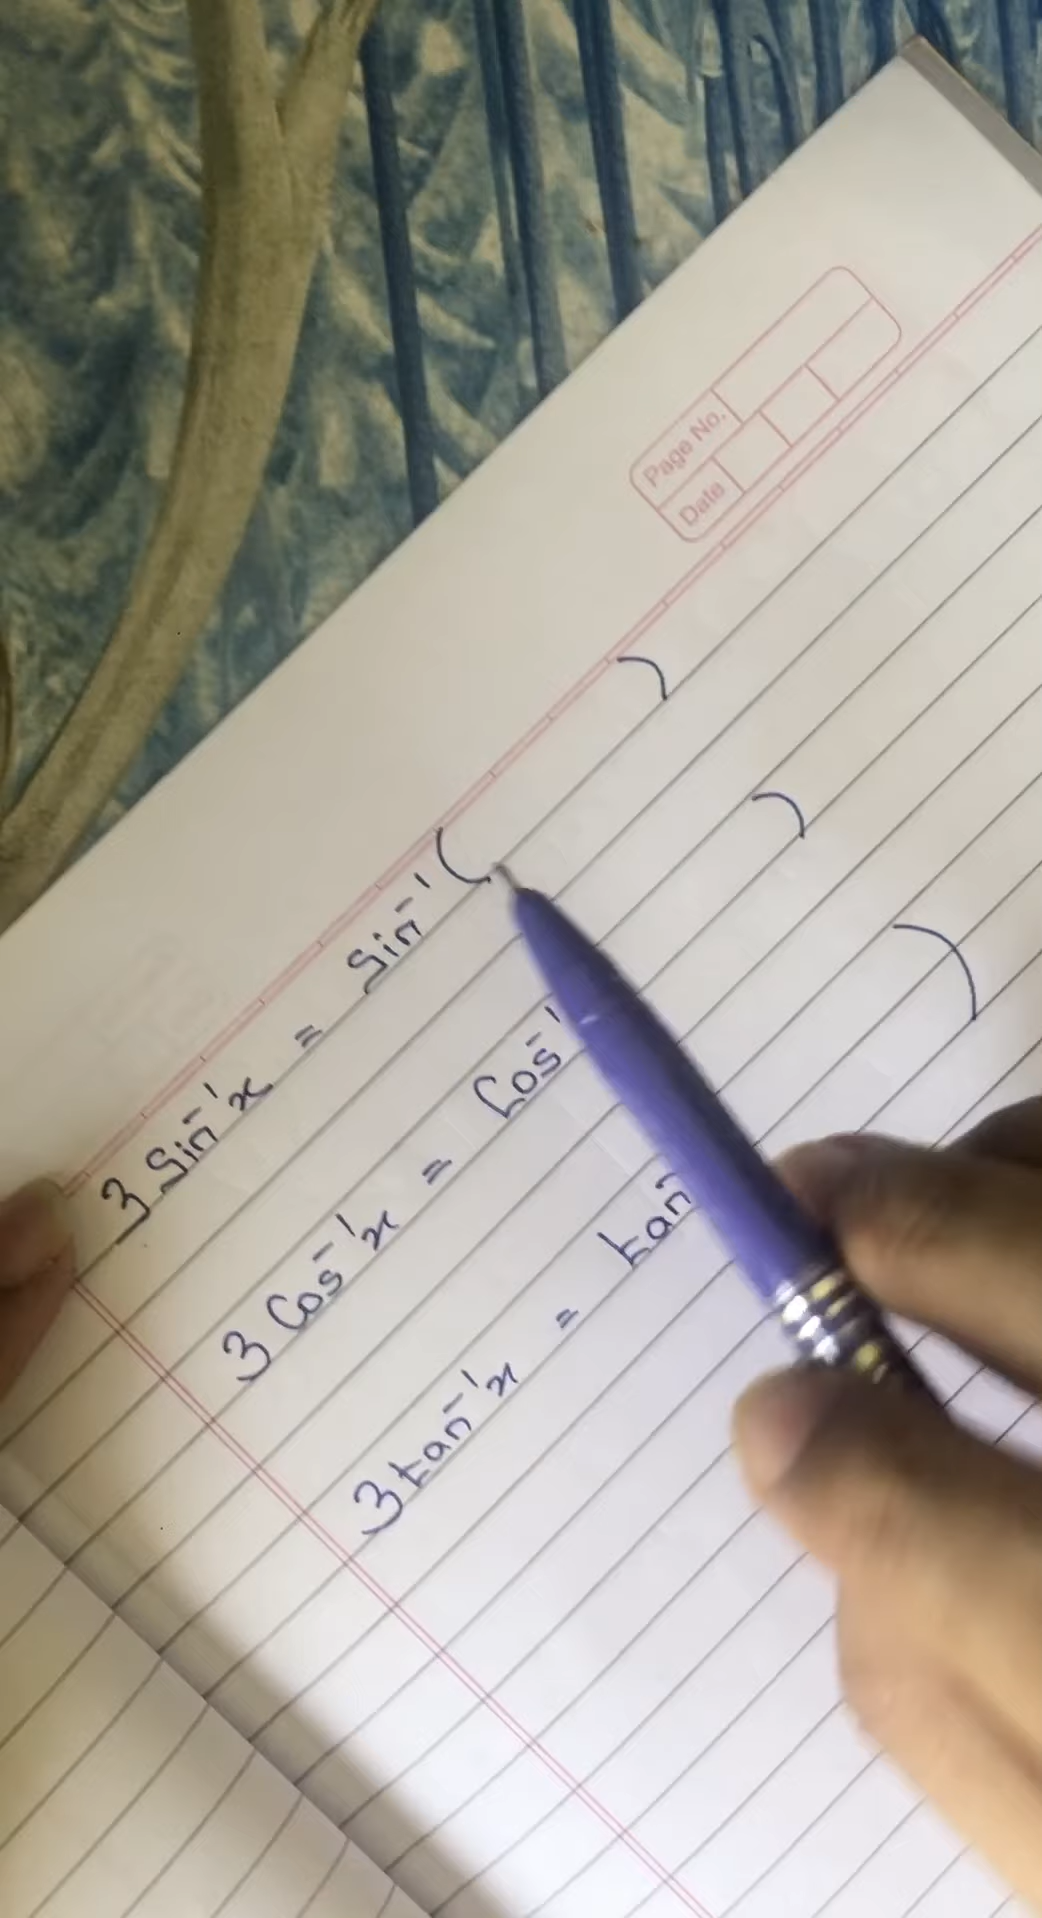 Page No.
Date
3 Sin⁻¹x = Sin⁻¹( )
3 Cos⁻¹x = Cos⁻¹ )
3 tan⁻¹x = tan⁻ )